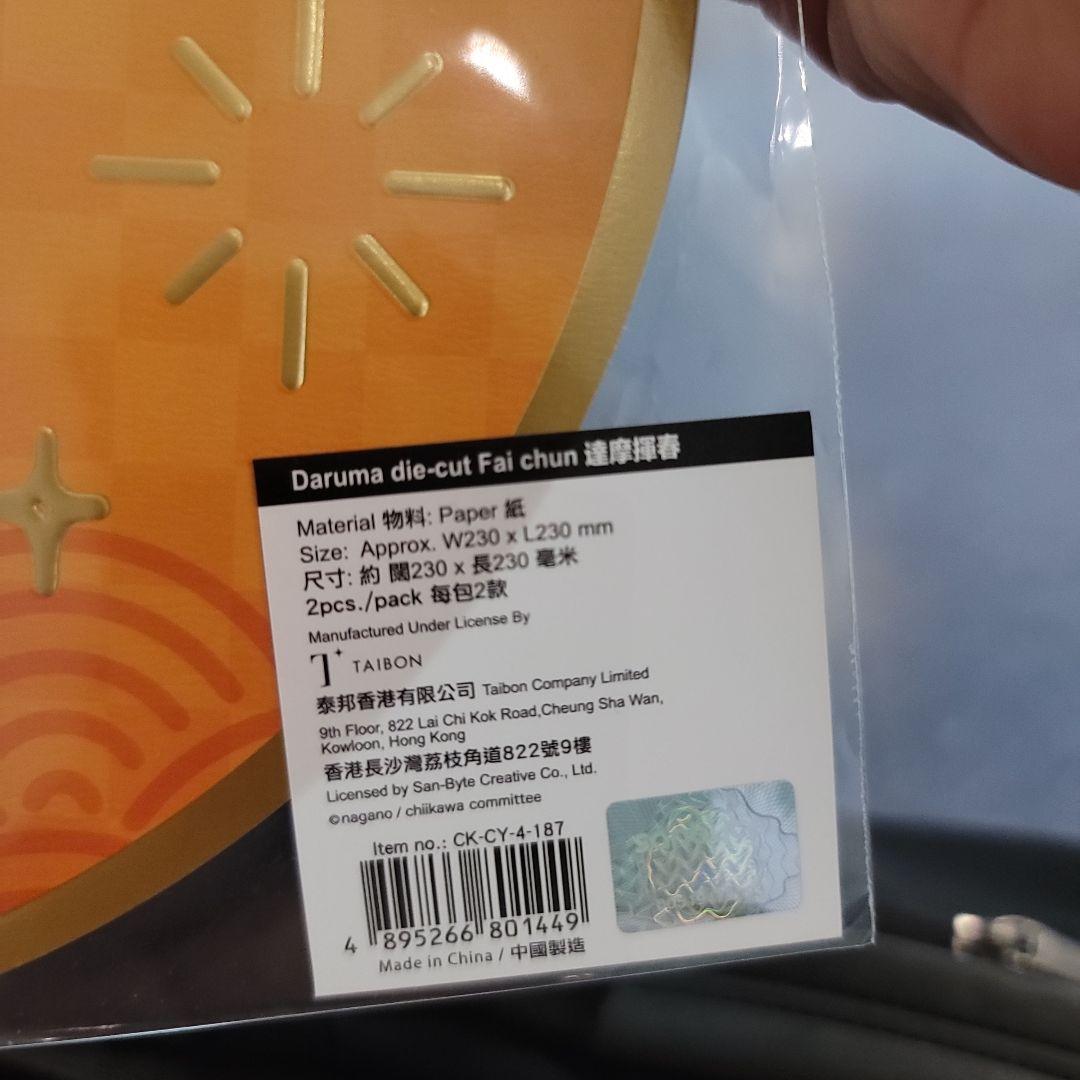 Daruma die-cut Fai chun 達摩揮春
Material 物料: Paper 紙
Size: Approx. W230 x L230 mm
尺寸: 約 闊230 x 長230 毫米
2pcs./pack 每包2款
Manufactured Under License By
T TAIBON
泰邦香港有限公司 Taibon Company Limited
9th Floor, 822 Lai Chi Kok Road,Cheung Sha Wan,
Kowloon, Hong Kong
香港長沙灣荔枝角道822號9樓
Licensed by San-Byte Creative Co., Ltd.
©nagano / chiikawa committee
Item no.: CK-CY-4-187
4 895266 801449
Made in China / 中國製造